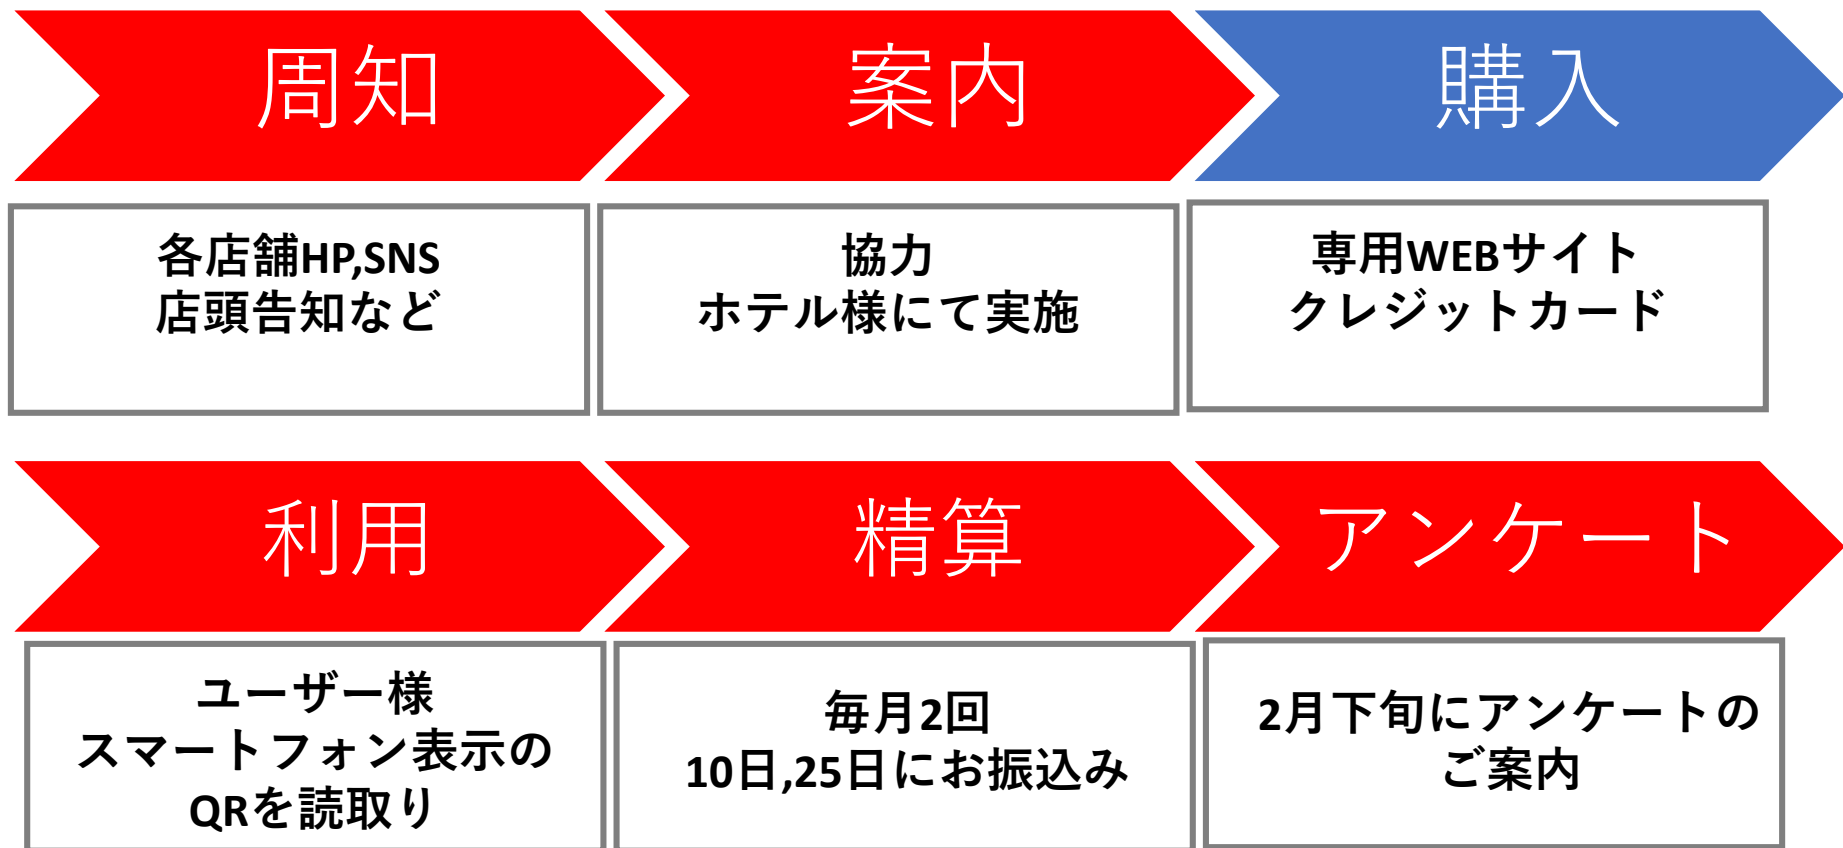 周知
案内
購入
各店舗HP,SNS
店頭告知など
協力
ホテル様にて実施
専用WEBサイト
クレジットカード
利用
精算
アンケート
ユーザー様
スマートフォン表示の
QRを読取り
毎月2回
10日,25日にお振込み
2月下旬にアンケートの
ご案内